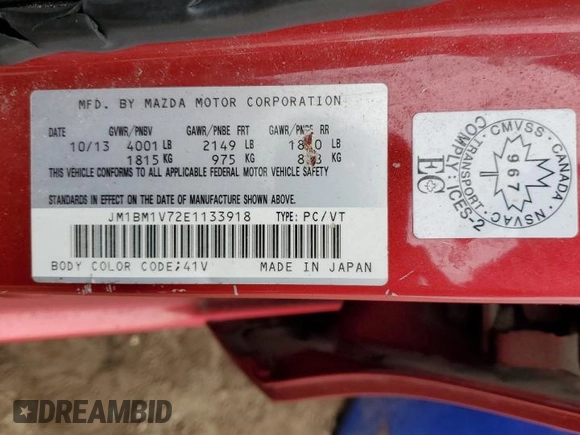 MFD. BY MAZDA MOTOR CORPORATION
DATE GVWR/PNBV GAWR/PNBE FRT GAWR/ RR
10/13 4001 LB 2149 LB LB
1815 KG 975 KG KG
THIS VEHICLE CONFORMS TO ALL APPLICABLE FEDERAL MOTOR VEHICLE SAFETY
STANDARDS IN EFFECT ON THE DATE OF MANUFACTURE SHOWN ABOVE.
JM1BM1V72E1133918 TYPE: PC/VT
BODY COLOR CODE;41V MADE IN JAPAN
CMVSS·CANADA·NSVAC·TRANSPORT
967
COMPLY: ICES-2
EC
DREAMBID